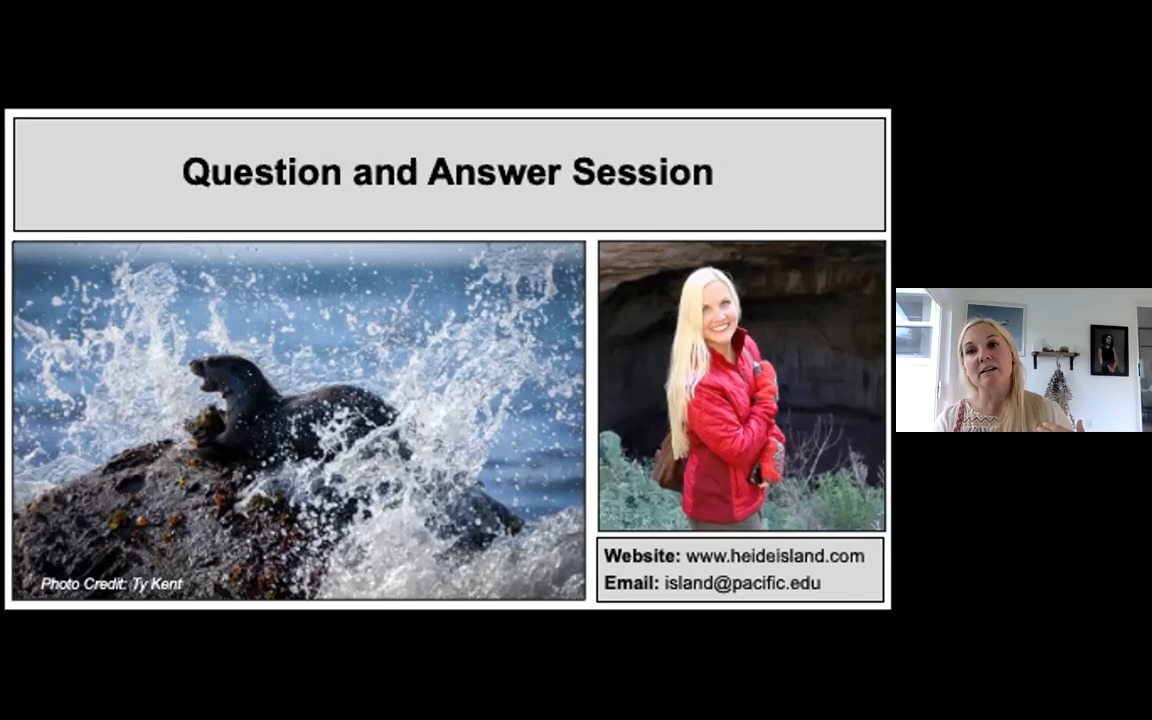 Question and Answer Session
Photo Credit: Ty Kent
Website: www.heideisland.com
Email: island@pacific.edu